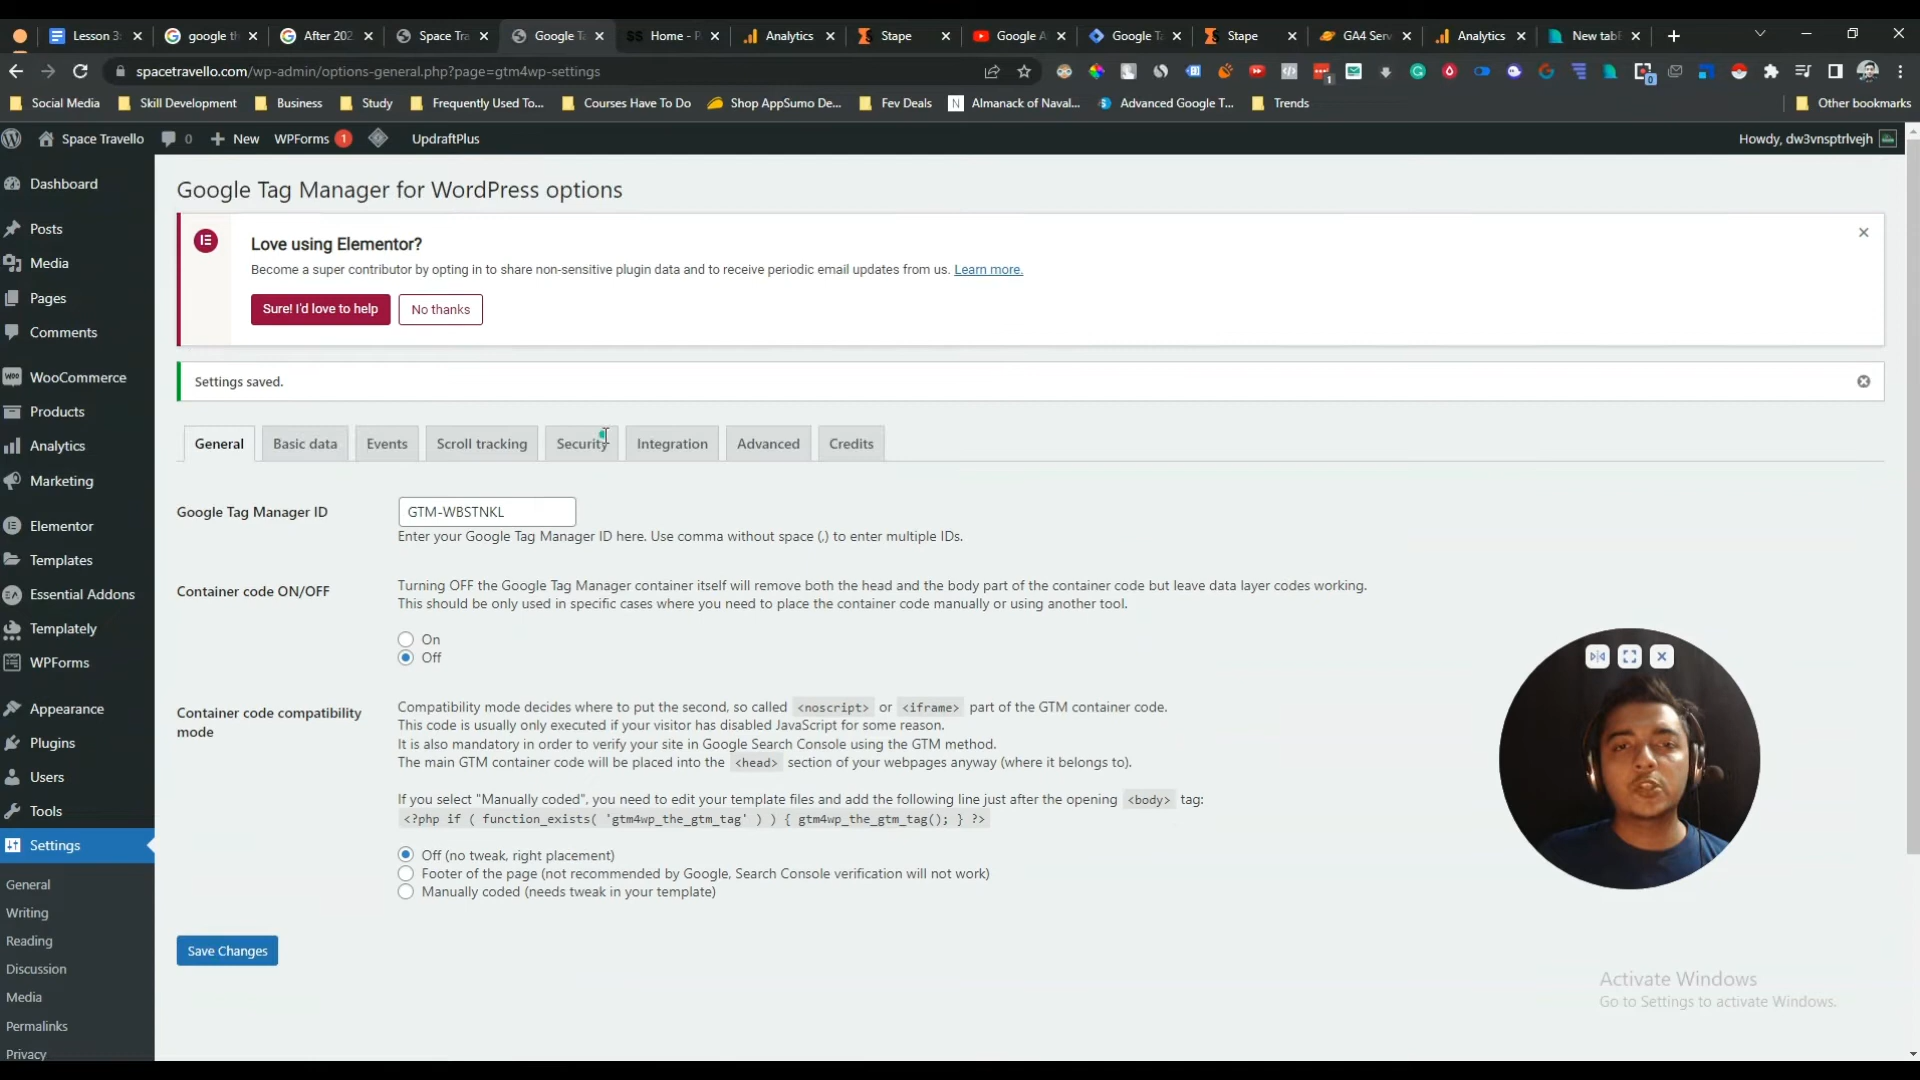 Lesson 3:
google th
After 202
Space Tra
Google Ta
Home - P
Analytics
Stape
Google A
Google Ta
Stape
GA4 Serv
Analytics
New tab
spacetravello.com/wp-admin/options-general.php?page=gtm4wp-settings
Social Media
Skill Development
Business
Study
Frequently Used To...
Courses Have To Do
Shop AppSumo De...
Fev Deals
Almanack of Naval...
Advanced Google T...
Trends
Other bookmarks
Space Travello
0
New
WPForms 1
UpdraftPlus
Howdy, dw3vnsptrlvejh
Dashboard
Posts
Media
Pages
Comments
WooCommerce
Products
Analytics
Marketing
Elementor
Templates
Essential Addons
Templately
WPForms
Appearance
Plugins
Users
Tools
Settings
General
Writing
Reading
Discussion
Media
Permalinks
Privacy
Google Tag Manager for WordPress options
Love using Elementor?
Become a super contributor by opting in to share non-sensitive plugin data and to receive periodic email updates from us. Learn more.
Sure! I'd love to help
No thanks
Settings saved.
General
Basic data
Events
Scroll tracking
Security
Integration
Advanced
Credits
Google Tag Manager ID
GTM-WBSTNKL
Enter your Google Tag Manager ID here. Use comma without space (,) to enter multiple IDs.
Container code ON/OFF
Turning OFF the Google Tag Manager container itself will remove both the head and the body part of the container code but leave data layer codes working.
This should be only used in specific cases where you need to place the container code manually or using another tool.
On
Off
Container code compatibility
mode
Compatibility mode decides where to put the second, so called <noscript> or <iframe> part of the GTM container code.
This code is usually only executed if your visitor has disabled JavaScript for some reason.
It is also mandatory in order to verify your site in Google Search Console using the GTM method.
The main GTM container code will be placed into the <head> section of your webpages anyway (where it belongs to).
If you select "Manually coded", you need to edit your template files and add the following line just after the opening <body> tag:
<?php if ( function_exists( 'gtm4wp_the_gtm_tag' ) ) { gtm4wp_the_gtm_tag(); } ?>
Off (no tweak, right placement)
Footer of the page (not recommended by Google, Search Console verification will not work)
Manually coded (needs tweak in your template)
Save Changes
Activate Windows
Go to Settings to activate Windows.